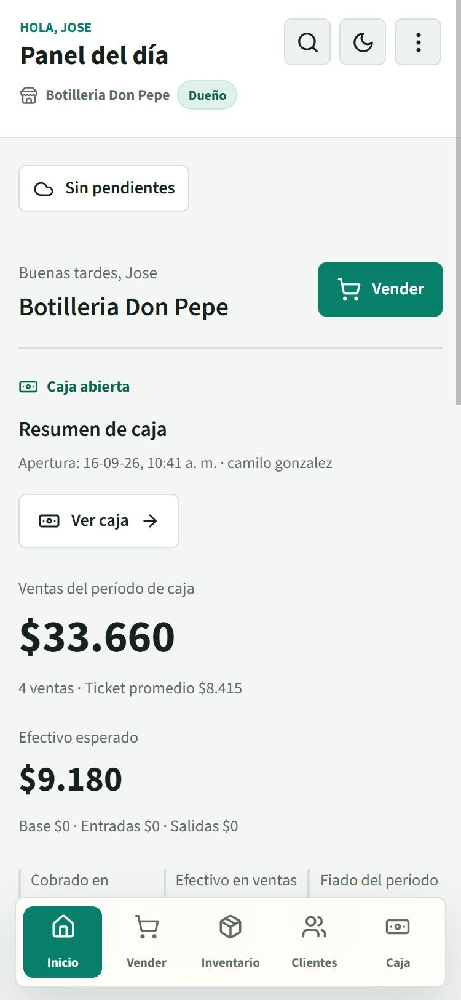 HOLA, JOSE
Panel del día
Botilleria Don Pepe
Dueño
Sin pendientes
Buenas tardes, Jose
Botilleria Don Pepe
Vender
Caja abierta
Resumen de caja
Apertura: 16-09-26, 10:41 a. m. · camilo gonzalez
Ver caja
Ventas del período de caja
$33.660
4 ventas · Ticket promedio $8.415
Efectivo esperado
$9.180
Base $0 · Entradas $0 · Salidas $0
Cobrado en
Efectivo en ventas
Fiado del período
Inicio
Vender
Inventario
Clientes
Caja